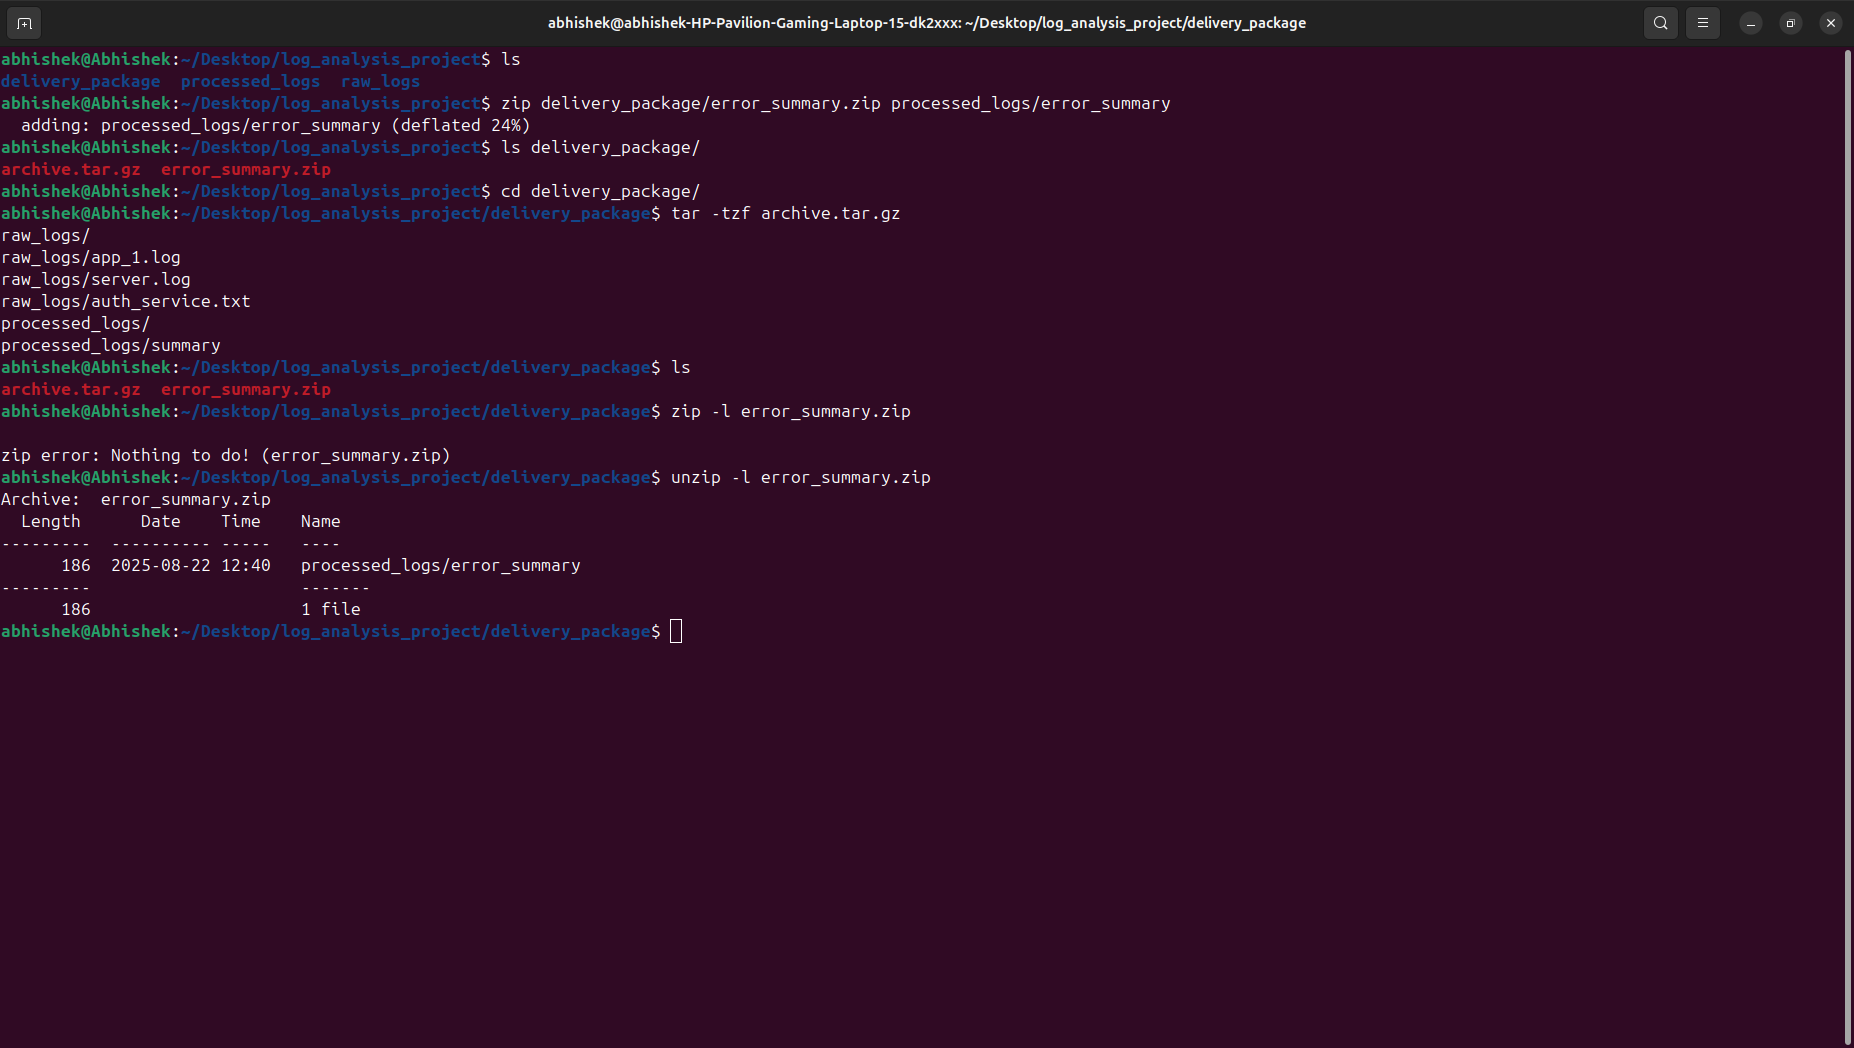 abhishek@abhishek-HP-Pavilion-Gaming-Laptop-15-dk2xxx: ~/Desktop/log_analysis_project/delivery_package
abhishek@Abhishek:~/Desktop/log_analysis_project$ ls
delivery_package  processed_logs  raw_logs
abhishek@Abhishek:~/Desktop/log_analysis_project$ zip delivery_package/error_summary.zip processed_logs/error_summary
  adding: processed_logs/error_summary (deflated 24%)
abhishek@Abhishek:~/Desktop/log_analysis_project$ ls delivery_package/
archive.tar.gz  error_summary.zip
abhishek@Abhishek:~/Desktop/log_analysis_project$ cd delivery_package/
abhishek@Abhishek:~/Desktop/log_analysis_project/delivery_package$ tar -tzf archive.tar.gz
raw_logs/
raw_logs/app_1.log
raw_logs/server.log
raw_logs/auth_service.txt
processed_logs/
processed_logs/summary
abhishek@Abhishek:~/Desktop/log_analysis_project/delivery_package$ ls
archive.tar.gz  error_summary.zip
abhishek@Abhishek:~/Desktop/log_analysis_project/delivery_package$ zip -l error_summary.zip
zip error: Nothing to do! (error_summary.zip)
abhishek@Abhishek:~/Desktop/log_analysis_project/delivery_package$ unzip -l error_summary.zip
Archive:  error_summary.zip
  Length      Date    Time    Name
---------  ---------- -----   ----
      186  2025-08-22 12:40   processed_logs/error_summary
---------                     -------
      186                     1 file
abhishek@Abhishek:~/Desktop/log_analysis_project/delivery_package$